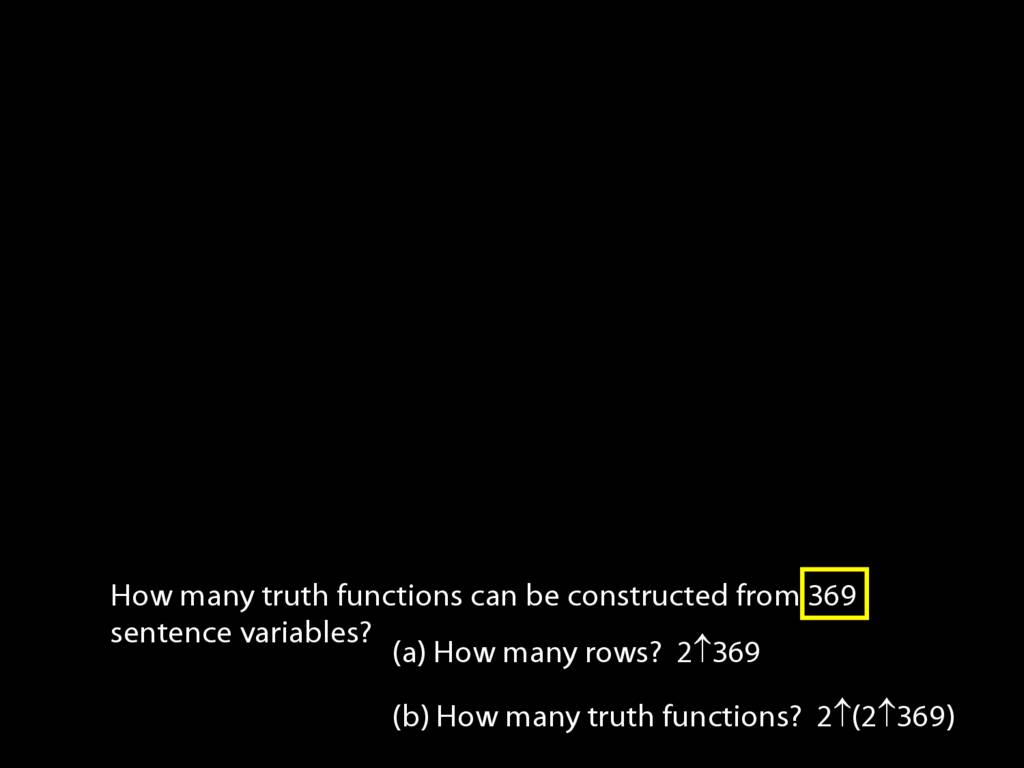 How many truth functions can be constructed from 369
sentence variables?
(a) How many rows? 2↑369
(b) How many truth functions? 2↑(2↑369)